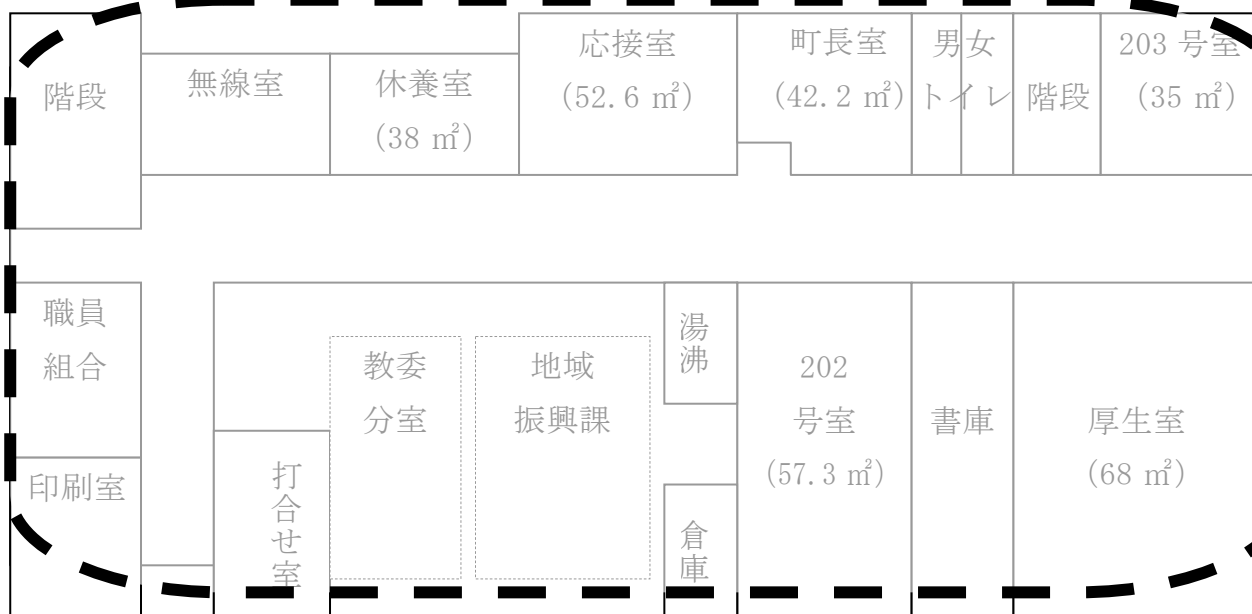 階段
無線室
休養室
(38 ㎡)
応接室
(52.6 ㎡)
町長室
(42.2 ㎡)
男女
トイレ
階段
203 号室
(35 ㎡)
職員
組合
印刷室
打合せ室
教委
分室
地域
振興課
湯沸
倉庫
202
号室
(57.3 ㎡)
書庫
厚生室
(68 ㎡)